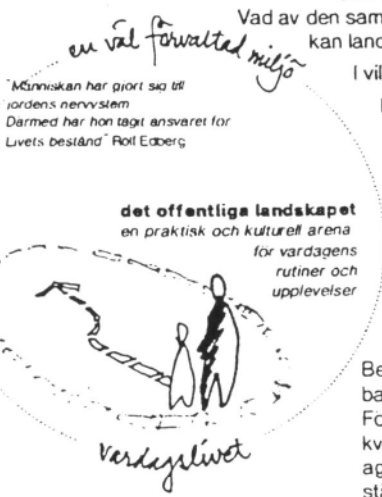 en väl förvaltad miljö
Vad av den sam
kan land
I vil
"Människan har gjort sig till
jordens nervsystem
Därmed har hon tagit ansvaret för
Livets bestånd" Rolf Edberg
det offentliga landskapet
en praktisk och kulturell arena
för vardagens
rutiner och
upplevelser
Be
ba
Fö
kv
ag
stä
vardagslivet